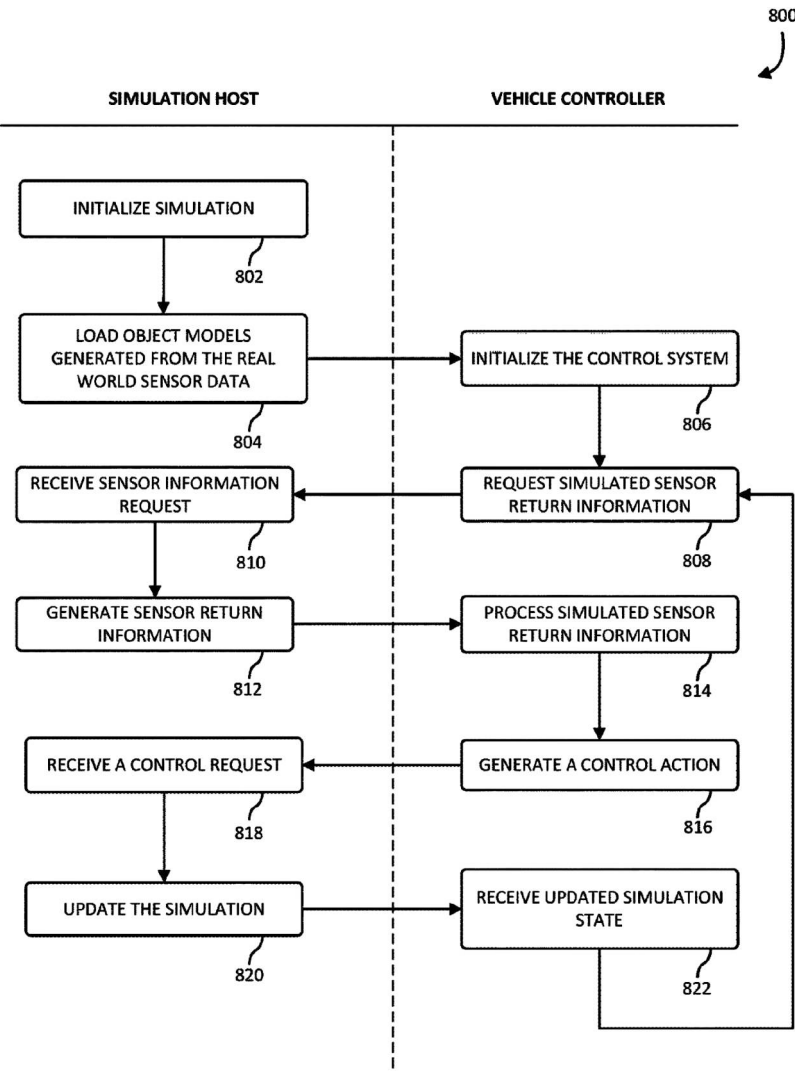 800
SIMULATION HOST
VEHICLE CONTROLLER
INITIALIZE SIMULATION
802
LOAD OBJECT MODELS
GENERATED FROM THE REAL
WORLD SENSOR DATA
804
INITIALIZE THE CONTROL SYSTEM
806
RECEIVE SENSOR INFORMATION
REQUEST
810
REQUEST SIMULATED SENSOR
RETURN INFORMATION
808
GENERATE SENSOR RETURN
INFORMATION
812
PROCESS SIMULATED SENSOR
RETURN INFORMATION
814
RECEIVE A CONTROL REQUEST
818
GENERATE A CONTROL ACTION
816
UPDATE THE SIMULATION
820
RECEIVE UPDATED SIMULATION
STATE
822